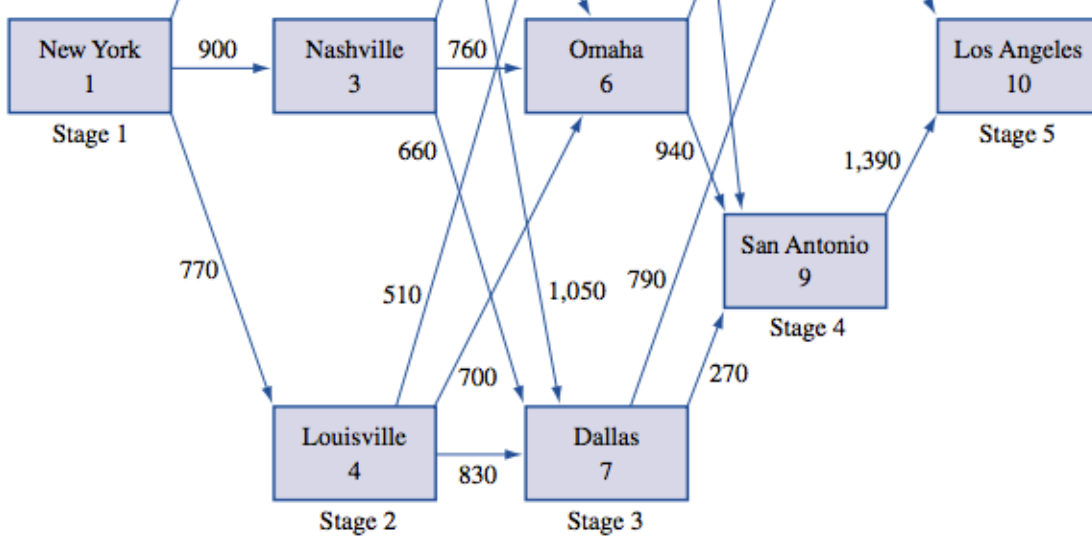 New York
1
Stage 1
900
Nashville
3
760
Omaha
6
Los Angeles
10
Stage 5
660
940
1,390
San Antonio
9
Stage 4
770
510
1,050
790
700
270
Louisville
4
Stage 2
830
Dallas
7
Stage 3